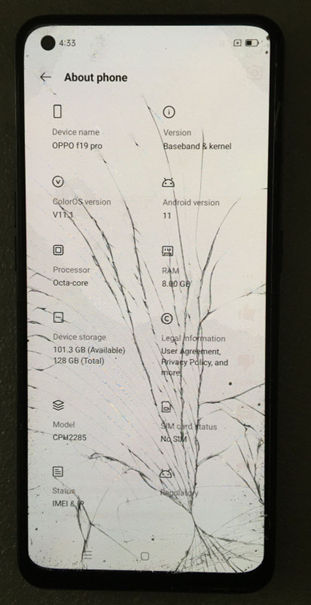 4:33
← About phone
Device name
OPPO f19 pro
Version
Baseband & kernel
ColorOS version
V11.1
Android version
11
Processor
Octa-core
RAM
8.00 GB
Device storage
101.3 GB (Available)
128 GB (Total)
Legal information
User Agreement,
Privacy Policy, and
more
Model
CPH2285
SIM card status
No SIM
Status
IMEI & IP
Regulatory